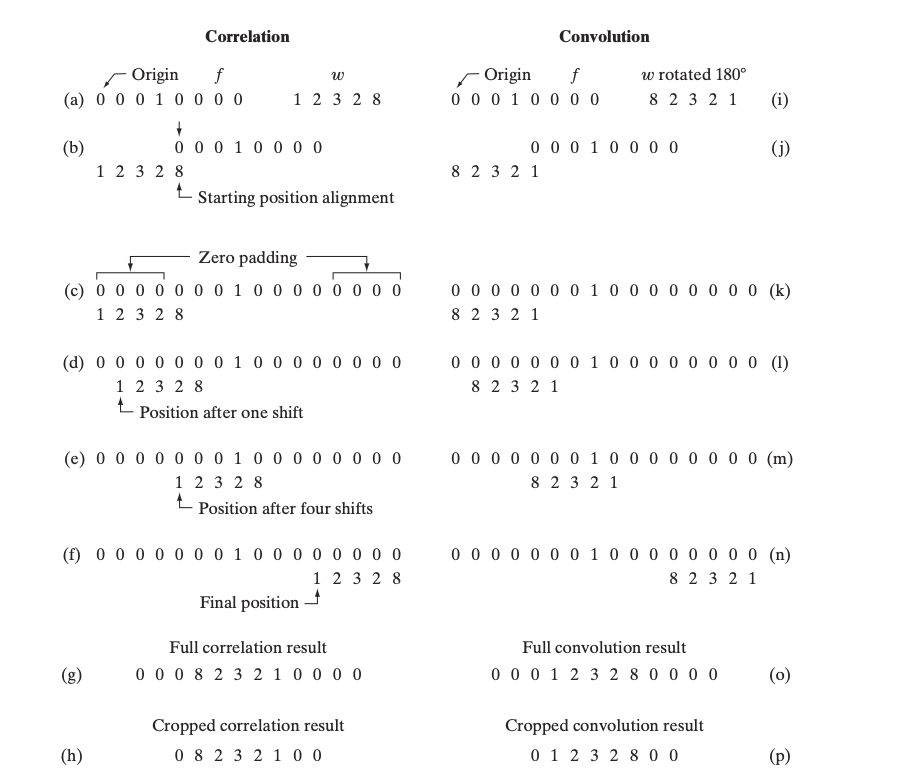 Correlation Convolution
Origin f w Origin f w rotated 180°
(a) 0 0 0 1 0 0 0 0 1 2 3 2 8 0 0 0 1 0 0 0 0 8 2 3 2 1 (i)
(b) 0 0 0 1 0 0 0 0 0 0 0 1 0 0 0 0 (j)
1 2 3 2 8 8 2 3 2 1
Starting position alignment
Zero padding
(c) 0 0 0 0 0 0 0 1 0 0 0 0 0 0 0 0 0 0 0 0 0 0 0 1 0 0 0 0 0 0 0 0 (k)
1 2 3 2 8 8 2 3 2 1
(d) 0 0 0 0 0 0 0 1 0 0 0 0 0 0 0 0 0 0 0 0 0 0 0 1 0 0 0 0 0 0 0 0 (l)
1 2 3 2 8 8 2 3 2 1
Position after one shift
(e) 0 0 0 0 0 0 0 1 0 0 0 0 0 0 0 0 0 0 0 0 0 0 0 1 0 0 0 0 0 0 0 0 (m)
1 2 3 2 8 8 2 3 2 1
Position after four shifts
(f) 0 0 0 0 0 0 0 1 0 0 0 0 0 0 0 0 0 0 0 0 0 0 0 1 0 0 0 0 0 0 0 0 (n)
1 2 3 2 8 8 2 3 2 1
Final position
Full correlation result Full convolution result
(g) 0 0 0 8 2 3 2 1 0 0 0 0 0 0 0 1 2 3 2 8 0 0 0 0 (o)
Cropped correlation result Cropped convolution result
(h) 0 8 2 3 2 1 0 0 0 1 2 3 2 8 0 0 (p)